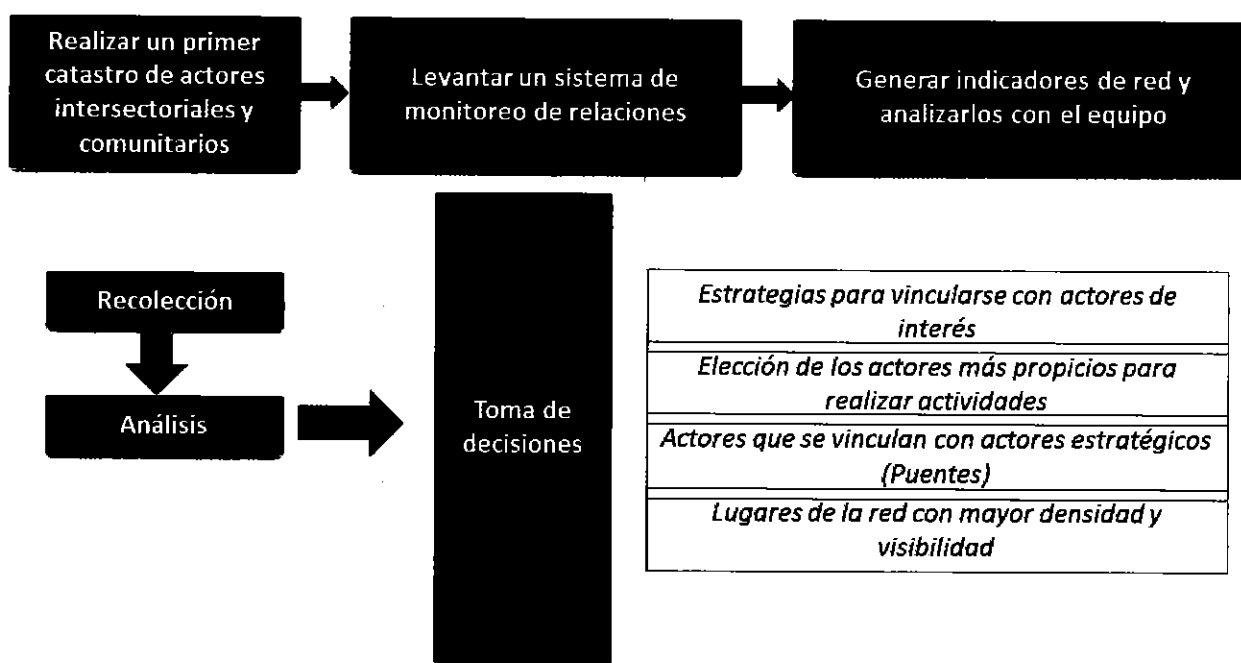 Realizar un primer
catastro de actores
intersectoriales y
comunitarios
Levantar un sistema de
monitoreo de relaciones
Generar indicadores de red y
analizarlos con el equipo
Recolección
Análisis
Toma de
decisiones
Estrategias para vincularse con actores de
interés
Elección de los actores más propicios para
realizar actividades
Actores que se vinculan con actores estratégicos
(Puentes)
Lugares de la red con mayor densidad y
visibilidad